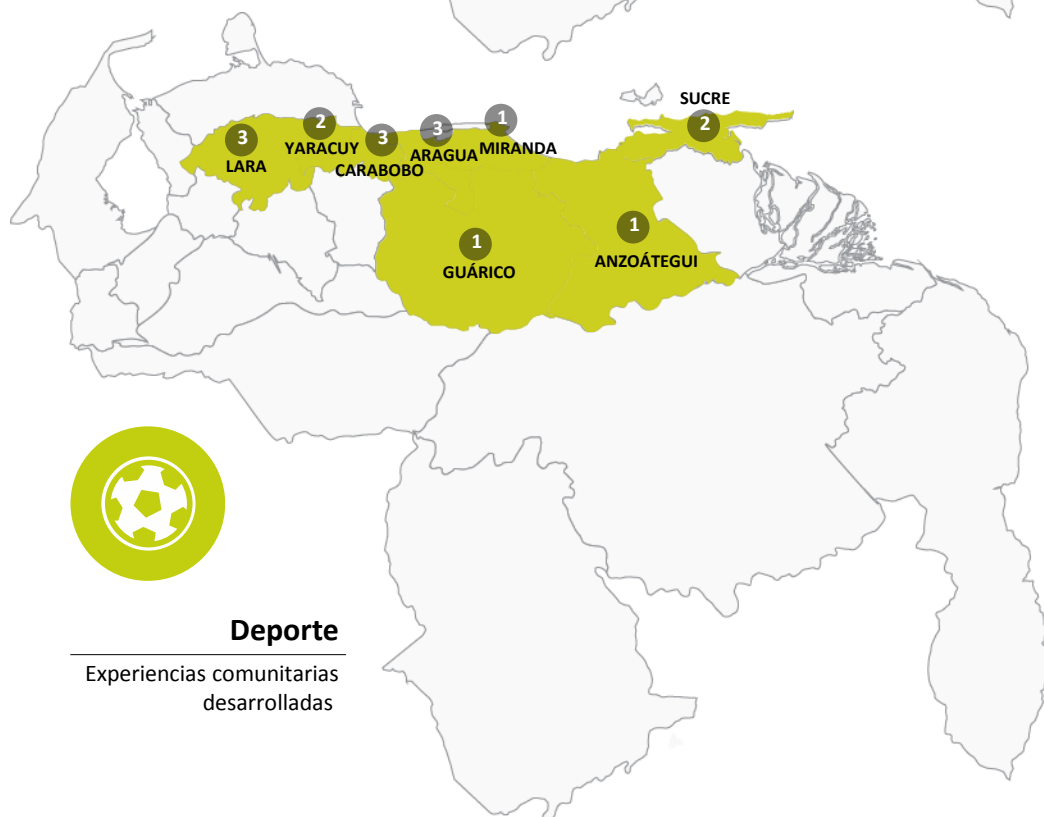 SUCRE
2
1
MIRANDA
3
ARAGUA
2
YARACUY
3
CARABOBO
3
LARA
1
GUÁRICO
1
ANZOÁTEGUI
Deporte
Experiencias comunitarias
desarrolladas